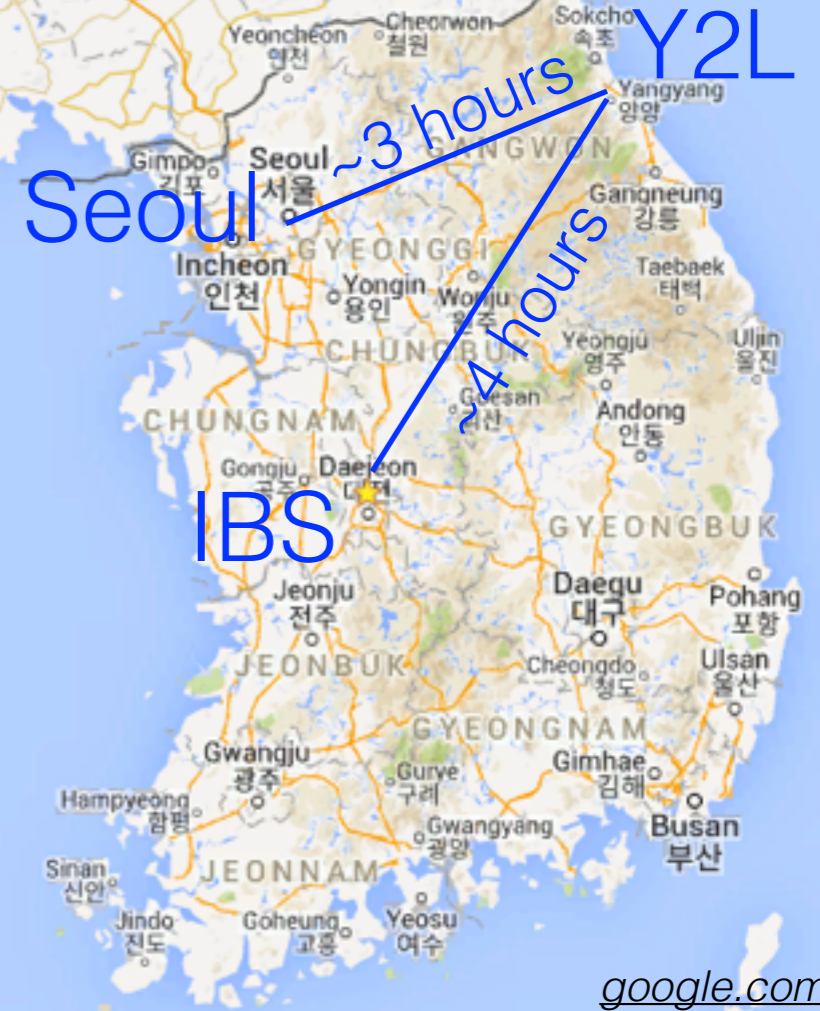 Sokcho
속초
Y2L
Cheorwon
철원
Yeoncheon
연천
Yangyang
양양
~3 hours
GANGWON
Gimpo
김포
Seoul
서울
Seoul
Gangneung
강릉
GYEONGGI
Incheon
인천
Yongin
용인
Wonju
원주
~4 hours
Taebaek
태백
CHUNGBUK
Yeongju
영주
Uljin
울진
Goesan
괴산
CHUNGNAM
Andong
안동
Gongju
공주
Daejeon
대전
IBS
GYEONGBUK
Jeonju
전주
Daegu
대구
Pohang
포항
JEONBUK
Cheongdo
청도
Ulsan
울산
GYEONGNAM
Gwangju
광주
Gurye
구례
Gimhae
김해
Hampyeong
함평
Gwangyang
광양
Busan
부산
Sinan
신안
JEONNAM
Jindo
진도
Goheung
고흥
Yeosu
여수
google.com